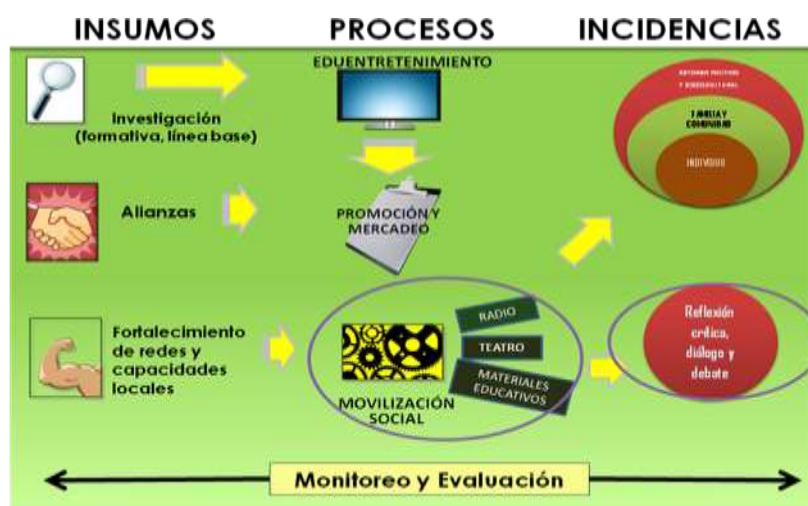 INSUMOS
PROCESOS
INCIDENCIAS
EDUENTRETENIMIENTO
Investigación
(formativa, línea base)
Alianzas
PROMOCIÓN Y
MERCADEO
FAMILIA Y
COMUNIDAD
INDIVIDUO
Fortalecimiento
de redes y
capacidades
locales
RADIO
TEATRO
MATERIALES
EDUCATIVOS
MOVILIZACIÓN
SOCIAL
Reflexión
crítica,
diálogo y
debate
Monitoreo y Evaluación